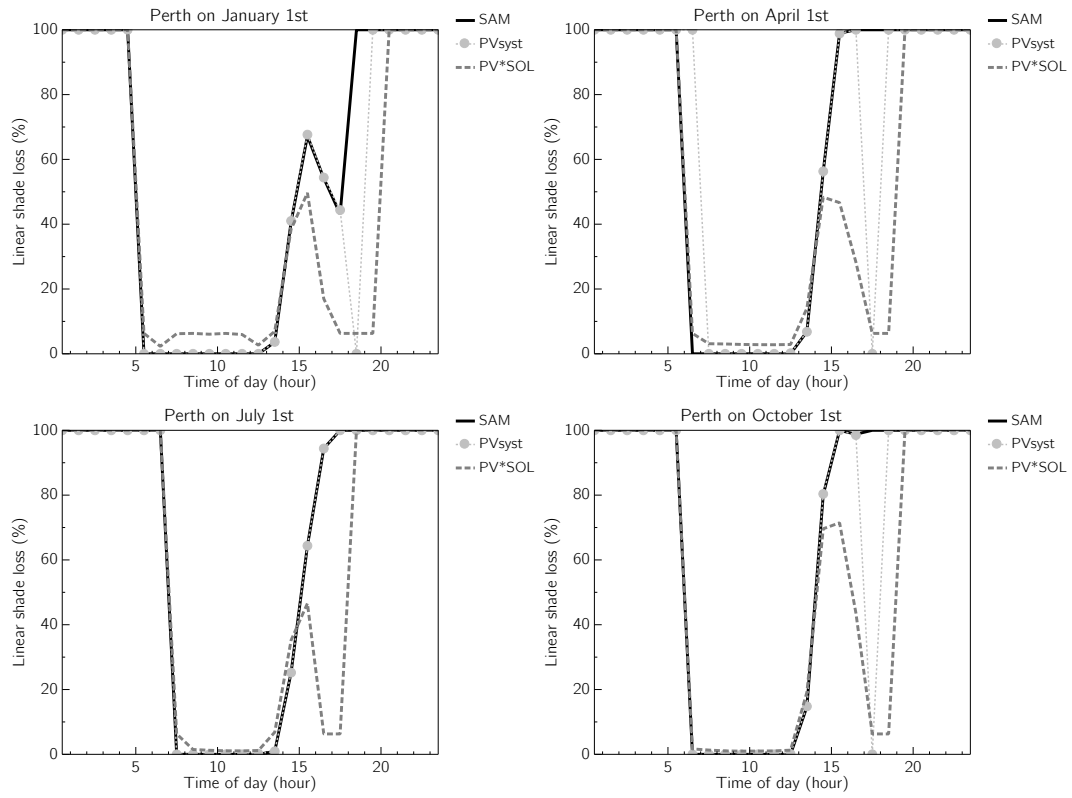 Perth on January 1st
SAM
PVsyst
PV*SOL
100
80
60
40
20
0
Linear shade loss (%)
5
10
15
20
Time of day (hour)
Perth on April 1st
SAM
PVsyst
PV*SOL
100
80
60
40
20
0
Linear shade loss (%)
5
10
15
20
Time of day (hour)
Perth on July 1st
SAM
PVsyst
PV*SOL
100
80
60
40
20
0
Linear shade loss (%)
5
10
15
20
Time of day (hour)
Perth on October 1st
SAM
PVsyst
PV*SOL
100
80
60
40
20
0
Linear shade loss (%)
5
10
15
20
Time of day (hour)